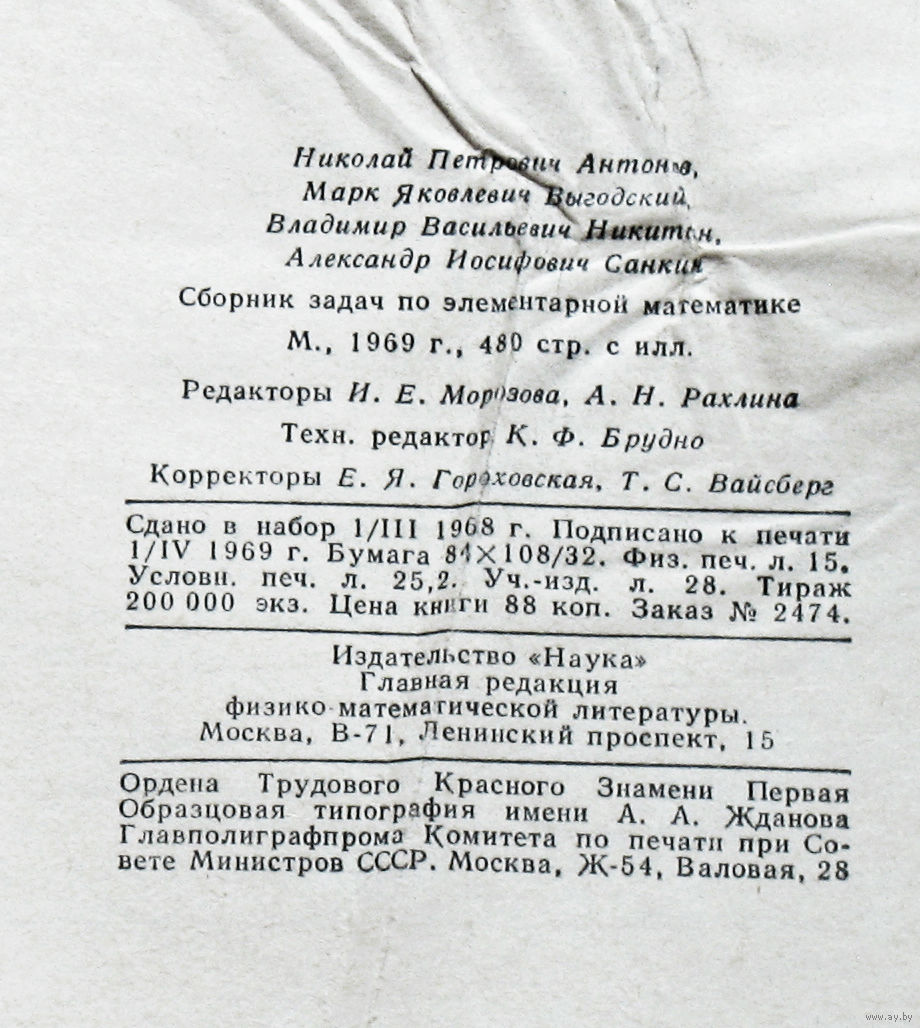 Николай Петрович Антонов,
Марк Яковлевич Выгодский,
Владимир Васильевич Никитин,
Александр Иосифович Санкин
Сборник задач по элементарной математике
М., 1969 г., 480 стр. с илл.
Редакторы И. Е. Морозова, А. Н. Рахлина
Техн. редактор К. Ф. Брудно
Корректоры Е. Я. Гороховская, Т. С. Вайсберг
Сдано в набор 1/III 1968 г. Подписано к печати
1/IV 1969 г. Бумага 84×108/32. Физ. печ. л. 15.
Условн. печ. л. 25,2. Уч.-изд. л. 28. Тираж
200 000 экз. Цена книги 88 коп. Заказ № 2474.
Издательство «Наука»
Главная редакция
физико-математической литературы.
Москва, В-71, Ленинский проспект, 15
Ордена Трудового Красного Знамени Первая
Образцовая типография имени А. А. Жданова
Главполиграфпрома Комитета по печати при Со-
вете Министров СССР. Москва, Ж-54, Валовая, 28
www.ay.by